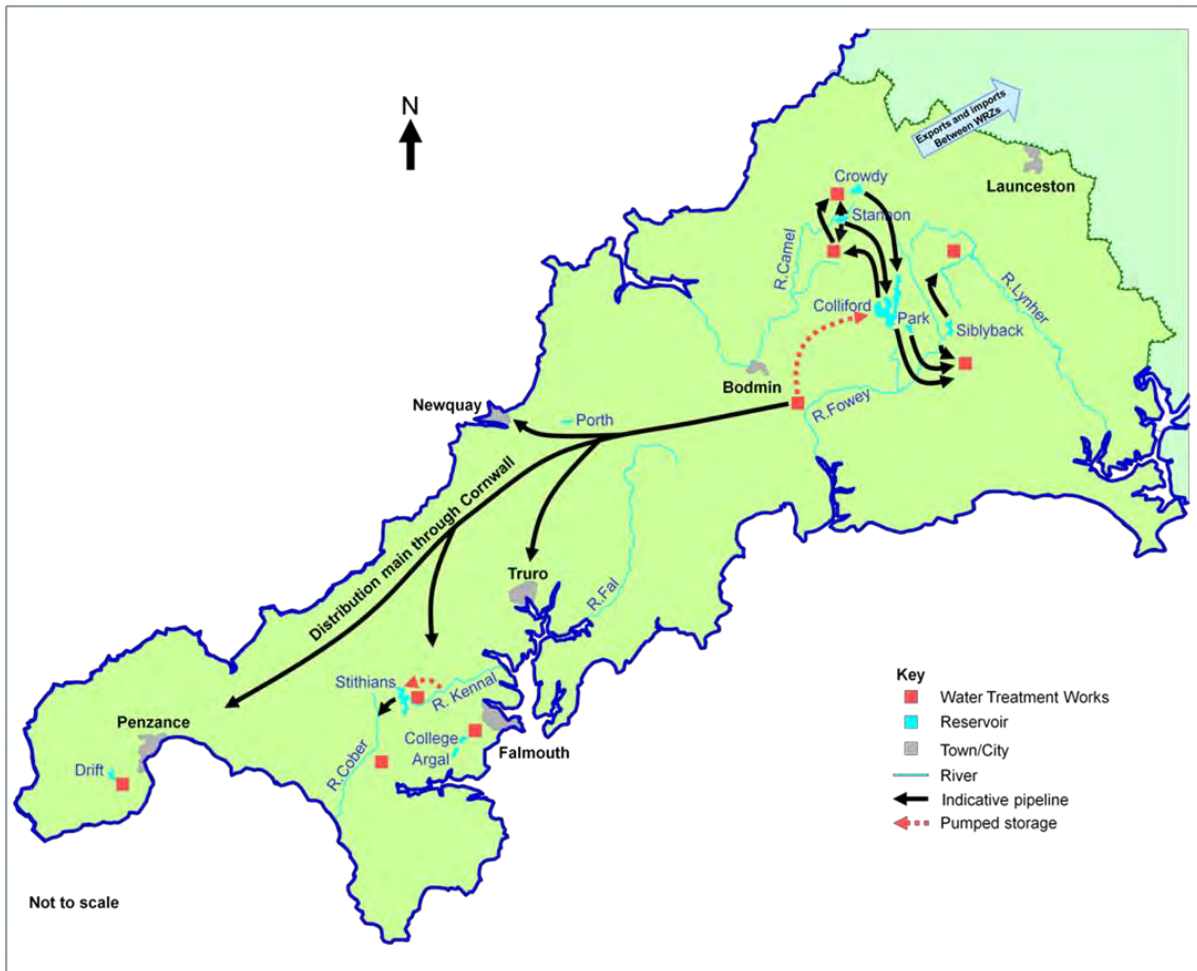 N
Exports and imports
Between WRZs
Launceston
Crowdy
Stannon
R.Camel
Colliford
Park
Siblyback
R.Lynher
Bodmin
R.Fowey
Newquay
Porth
Distribution main through Cornwall
Truro
R.Fal
Stithians
R. Kennal
Penzance
Drift
R.Cober
College
Argal
Falmouth
Key
Water Treatment Works
Reservoir
Town/City
River
Indicative pipeline
Pumped storage
Not to scale